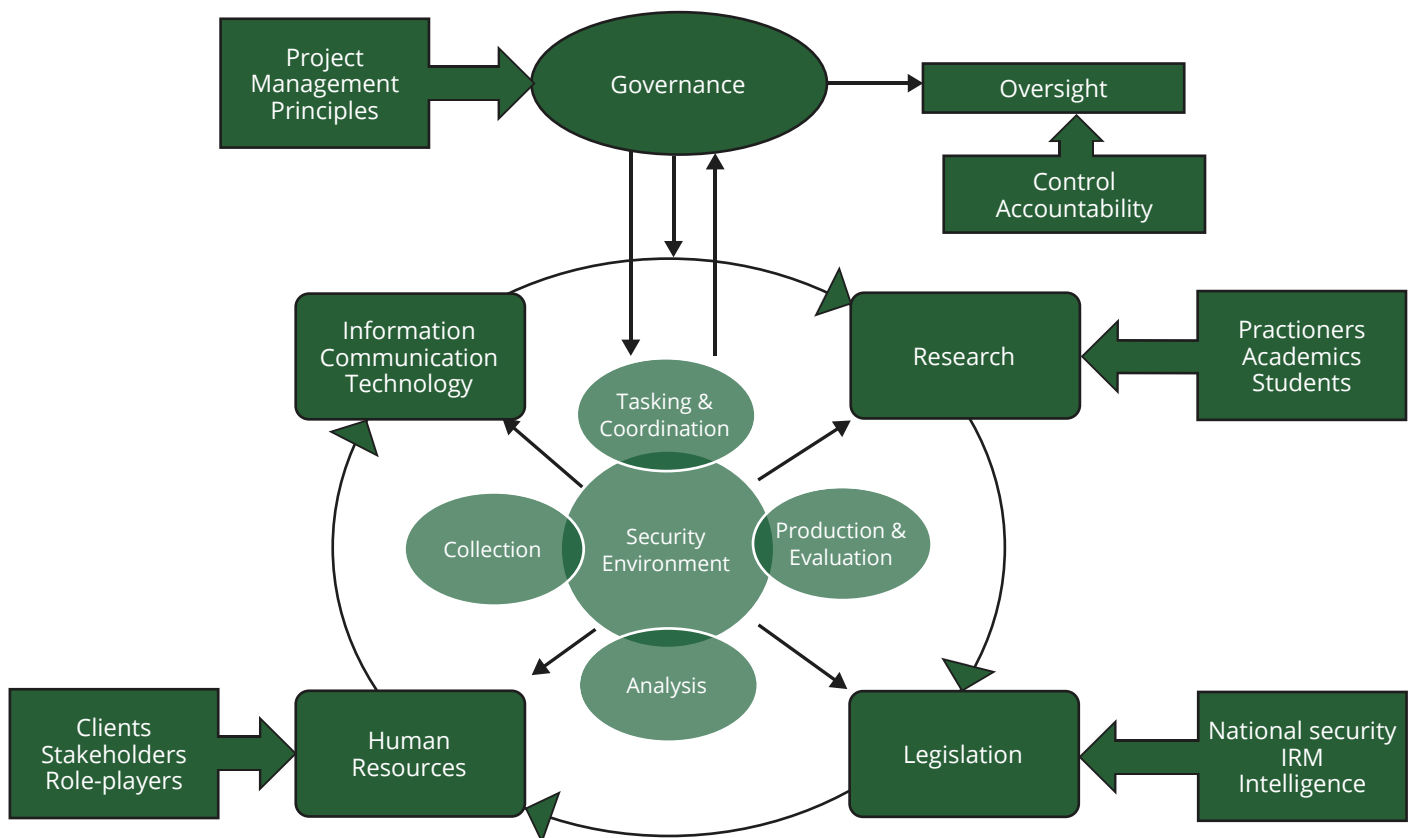 Project
Management
Principles
Governance
Oversight
Control
Accountability
Information
Communication
Technology
Research
Practioners
Academics
Students
Tasking &
Coordination
Collection
Security
Environment
Production &
Evaluation
Analysis
Clients
Stakeholders
Role-players
Human
Resources
Legislation
National security
IRM
Intelligence